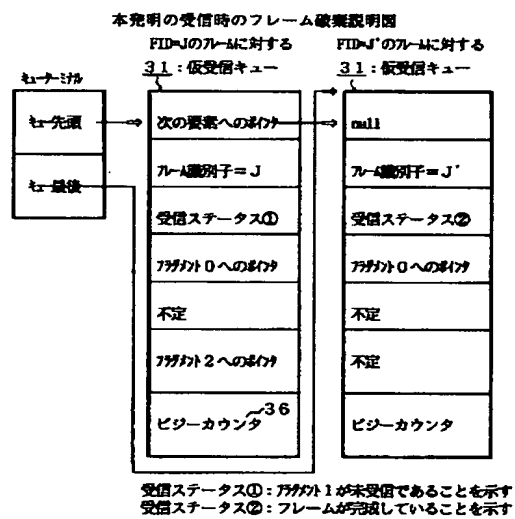 本発明の受信時のフレーム破棄説明図
FID=Jのフレームに対する
31：仮受信キュー
FID=J'のフレームに対する
31：仮受信キュー
キューターミナル
キュー先頭
キュー最後
次の要素へのポインタ
フレーム識別子＝J
受信ステータス①
フラグメント0へのポインタ
不定
フラグメント2へのポインタ
ビジーカウンタ 36
null
フレーム識別子＝J'
受信ステータス②
フラグメント0へのポインタ
不定
不定
ビジーカウンタ
受信ステータス①：フラグメント1が未受信であることを示す
受信ステータス②：フレームが完成していることを示す